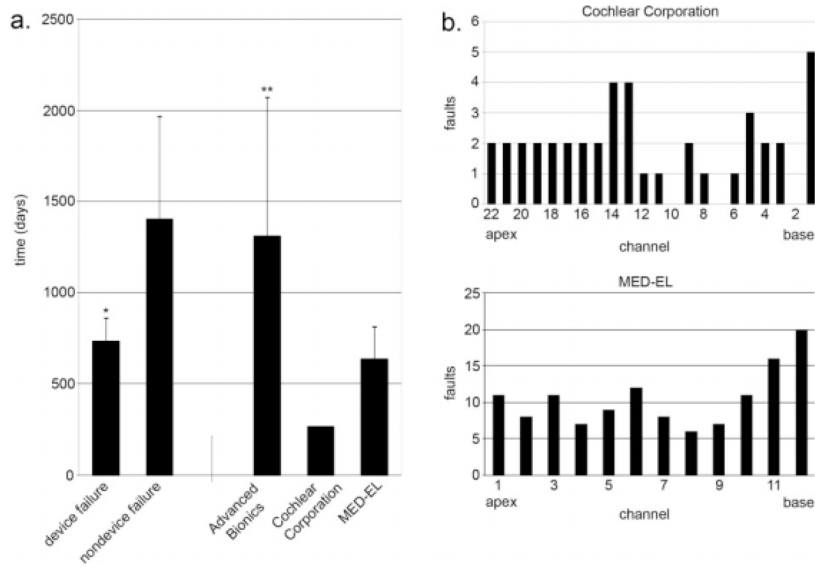 a.
2500
2000
1500
1000
500
0
time (days)
*
**
device failure
nondevice failure
Advanced
Bionics
Cochlear
Corporation
MED-EL
b.
Cochlear Corporation
6
5
4
3
2
1
0
faults
22 20 18 16 14 12 10 8 6 4 2
apex base
channel
MED-EL
25
20
15
10
5
0
faults
1 3 5 7 9 11
apex base
channel